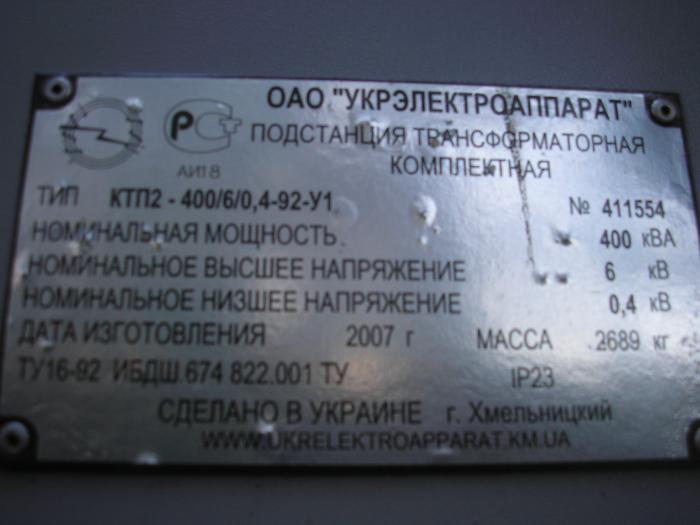 ОАО "УКРЭЛЕКТРОАППАРАТ"
ПОДСТАНЦИЯ ТРАНСФОРМАТОРНАЯ
КОМПЛЕКТНАЯ
АИ18
ТИП КТП2 - 400/6/0,4-92-У1 № 411554
НОМИНАЛЬНАЯ МОЩНОСТЬ 400 кВА
НОМИНАЛЬНОЕ ВЫСШЕЕ НАПРЯЖЕНИЕ 6 кВ
НОМИНАЛЬНОЕ НИЗШЕЕ НАПРЯЖЕНИЕ 0,4 кВ
ДАТА ИЗГОТОВЛЕНИЯ 2007 г МАССА 2689 кг
ТУ16-92 ИБДШ.674 822.001 ТУ IP23
СДЕЛАНО В УКРАИНЕ г. Хмельницкий
WWW.UKRELEKTROAPPARAT.KM.UA